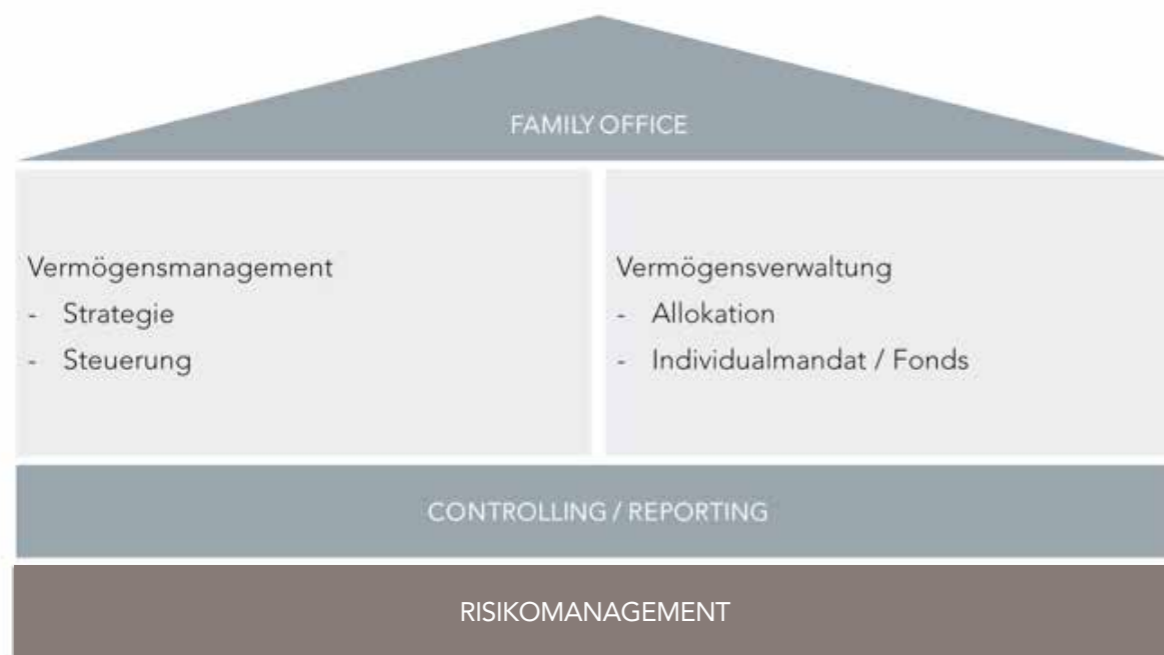 FAMILY OFFICE
Vermögensmanagement
- Strategie
- Steuerung
Vermögensverwaltung
- Allokation
- Individualmandat / Fonds
CONTROLLING / REPORTING
RISIKOMANAGEMENT